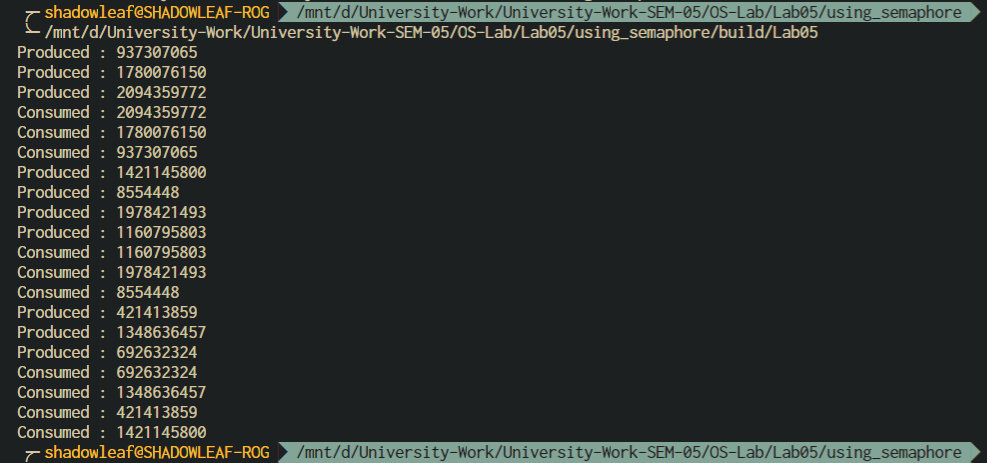 shadowleaf@SHADOWLEAF-ROG /mnt/d/University-Work/University-Work-SEM-05/OS-Lab/Lab05/using_semaphore
/mnt/d/University-Work/University-Work-SEM-05/OS-Lab/Lab05/using_semaphore/build/Lab05
Produced : 937307065
Produced : 1780076150
Produced : 2094359772
Consumed : 2094359772
Consumed : 1780076150
Consumed : 937307065
Produced : 1421145800
Produced : 8554448
Produced : 1978421493
Produced : 1160795803
Consumed : 1160795803
Consumed : 1978421493
Consumed : 8554448
Produced : 421413859
Produced : 1348636457
Produced : 692632324
Consumed : 692632324
Consumed : 1348636457
Consumed : 421413859
Consumed : 1421145800
shadowleaf@SHADOWLEAF-ROG /mnt/d/University-Work/University-Work-SEM-05/OS-Lab/Lab05/using_semaphore